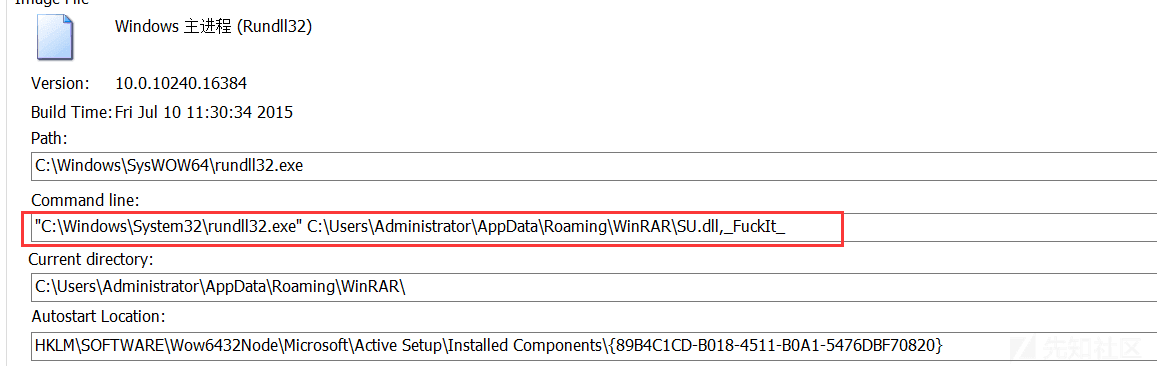 Image File
Windows 主进程 (Rundll32)
Version: 10.0.10240.16384
Build Time: Fri Jul 10 11:30:34 2015
Path:
C:\Windows\SysWOW64\rundll32.exe
Command line:
"C:\Windows\System32\rundll32.exe" C:\Users\Administrator\AppData\Roaming\WinRAR\SU.dll,_FuckIt_
Current directory:
C:\Users\Administrator\AppData\Roaming\WinRAR\
Autostart Location:
HKLM\SOFTWARE\Wow6432Node\Microsoft\Active Setup\Installed Components\{89B4C1CD-B018-4511-B0A1-5476DBF70820}
先知社区